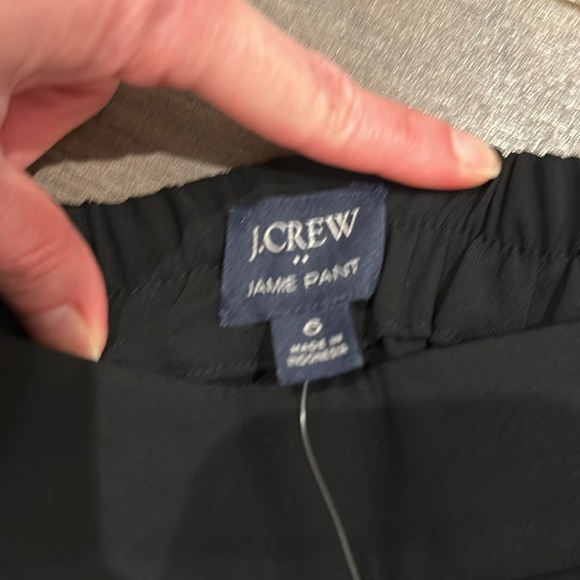 J.CREW
JAMIE PANT
6
MADE IN
INDONESIA